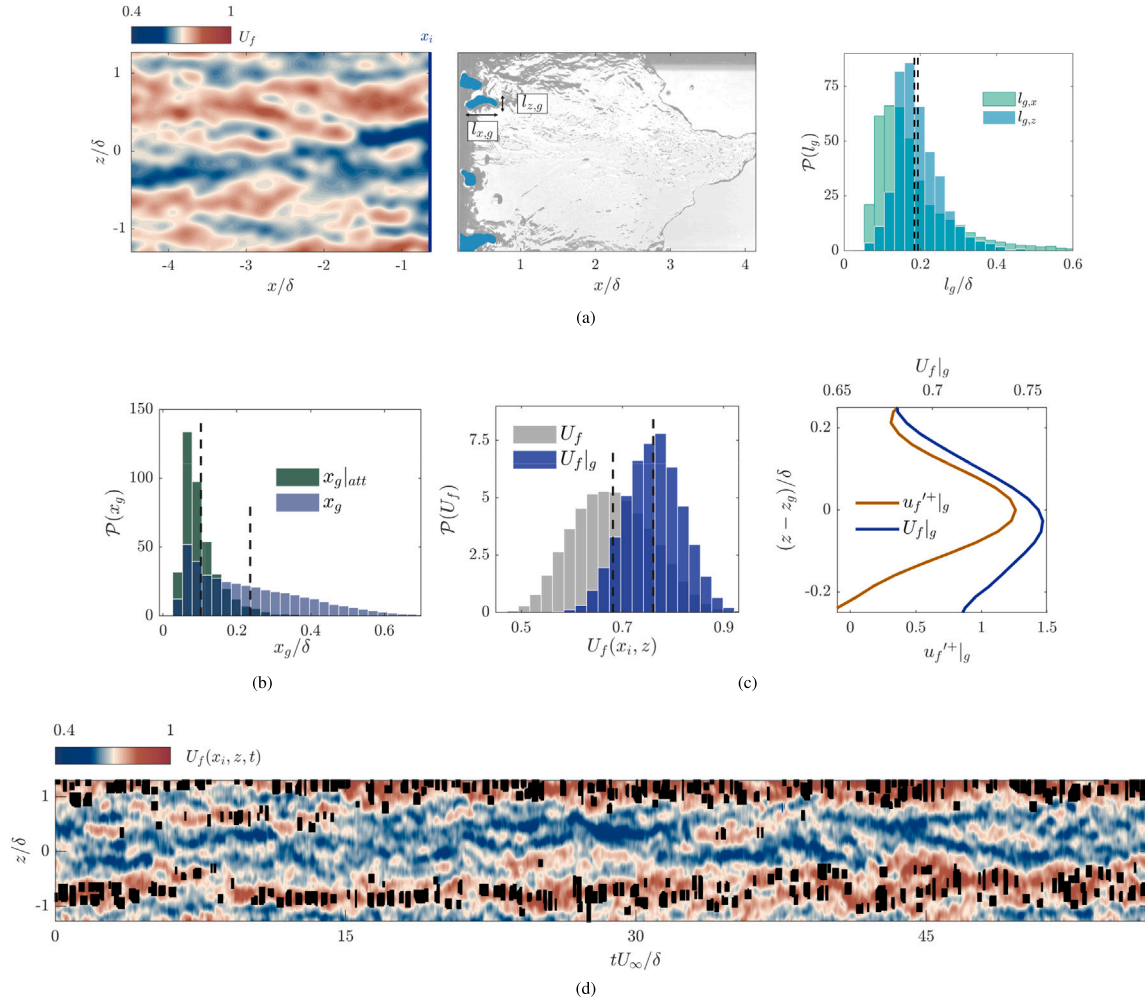 0.4 1
U_f x_i
1
0
-1
z/δ
-4 -3 -2 -1
x/δ
l_{z,g}
l_{x,g}
1 2 3 4
x/δ
75
50
25
0
P(l_g)
l_{g,x}
l_{g,z}
0 0.2 0.4 0.6
l_g/δ
(a)
150
100
50
0
P(x_g)
x_g|_{att}
x_g
0 0.2 0.4 0.6
x_g/δ
(b)
7.5
5
2.5
0
P(U_f)
U_f
U_f|_g
0.5 0.7 0.9
U_f(x_i, z)
U_f|_g
0.65 0.7 0.75
0.2
0
-0.2
(z − z_g)/δ
u_f'^+|_g
U_f|_g
0 0.5 1 1.5
u_f'^+|_g
(c)
0.4 1
U_f(x_i, z, t)
1
0
-1
z/δ
0 15 30 45
tU_∞/δ
(d)